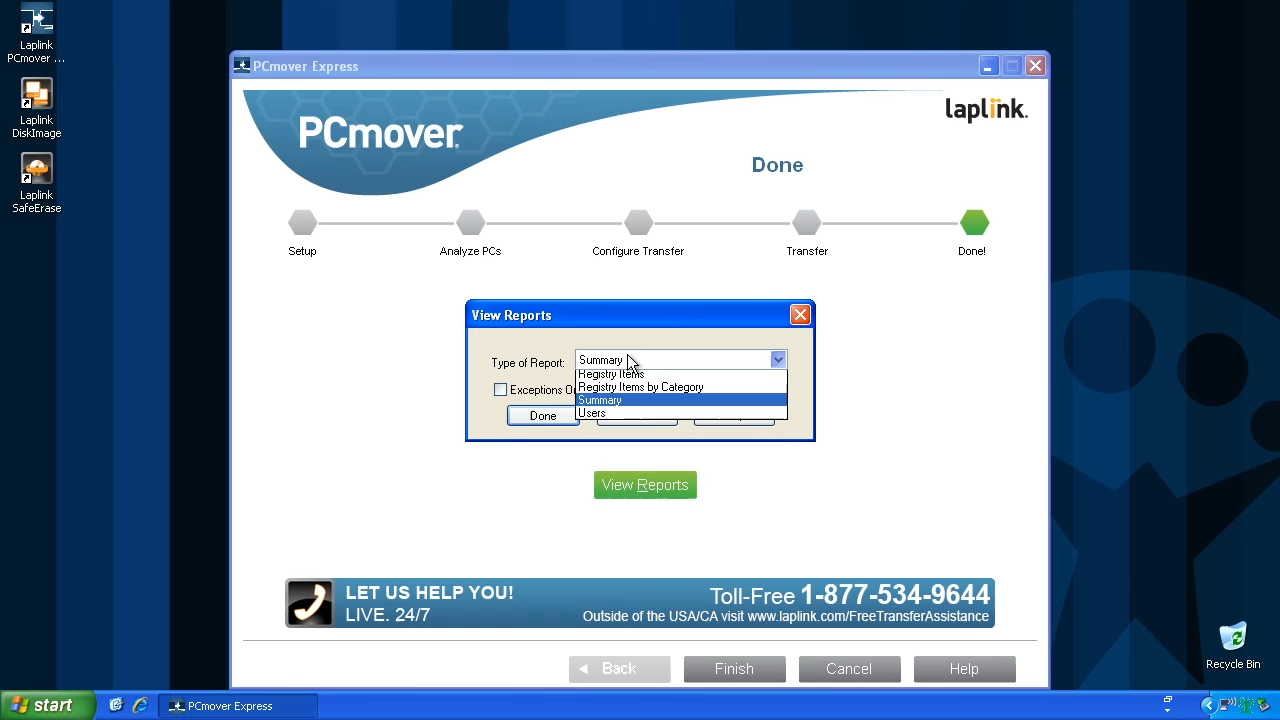 Laplink
PCmover ...
Laplink
DiskImage
Laplink
SafeErase
PCmover Express
PCmover
laplink.
Done
Setup
Analyze PCs
Configure Transfer
Transfer
Done!
View Reports
Type of Report:
Summary
Registry Items
Registry Items by Category
Summary
Users
Exceptions O
Done
View Reports
LET US HELP YOU!
LIVE. 24/7
Toll-Free 1-877-534-9644
Outside of the USA/CA visit www.laplink.com/FreeTransferAssistance
Back
Finish
Cancel
Help
Recycle Bin
start
PCmover Express